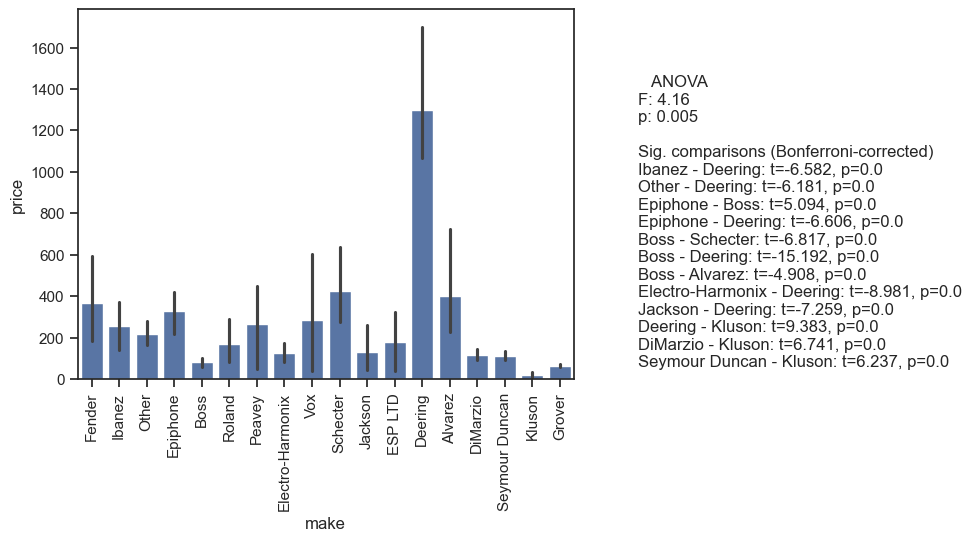 1600
1400
1200
1000
800
600
400
200
0
price
Fender
Ibanez
Other
Epiphone
Boss
Roland
Peavey
Electro-Harmonix
Vox
Schecter
Jackson
ESP LTD
Deering
Alvarez
DiMarzio
Seymour Duncan
Kluson
Grover
make
ANOVA
F: 4.16
p: 0.005
Sig. comparisons (Bonferroni-corrected)
Ibanez - Deering: t=-6.582, p=0.0
Other - Deering: t=-6.181, p=0.0
Epiphone - Boss: t=5.094, p=0.0
Epiphone - Deering: t=-6.606, p=0.0
Boss - Schecter: t=-6.817, p=0.0
Boss - Deering: t=-15.192, p=0.0
Boss - Alvarez: t=-4.908, p=0.0
Electro-Harmonix - Deering: t=-8.981, p=0.0
Jackson - Deering: t=-7.259, p=0.0
Deering - Kluson: t=9.383, p=0.0
DiMarzio - Kluson: t=6.741, p=0.0
Seymour Duncan - Kluson: t=6.237, p=0.0